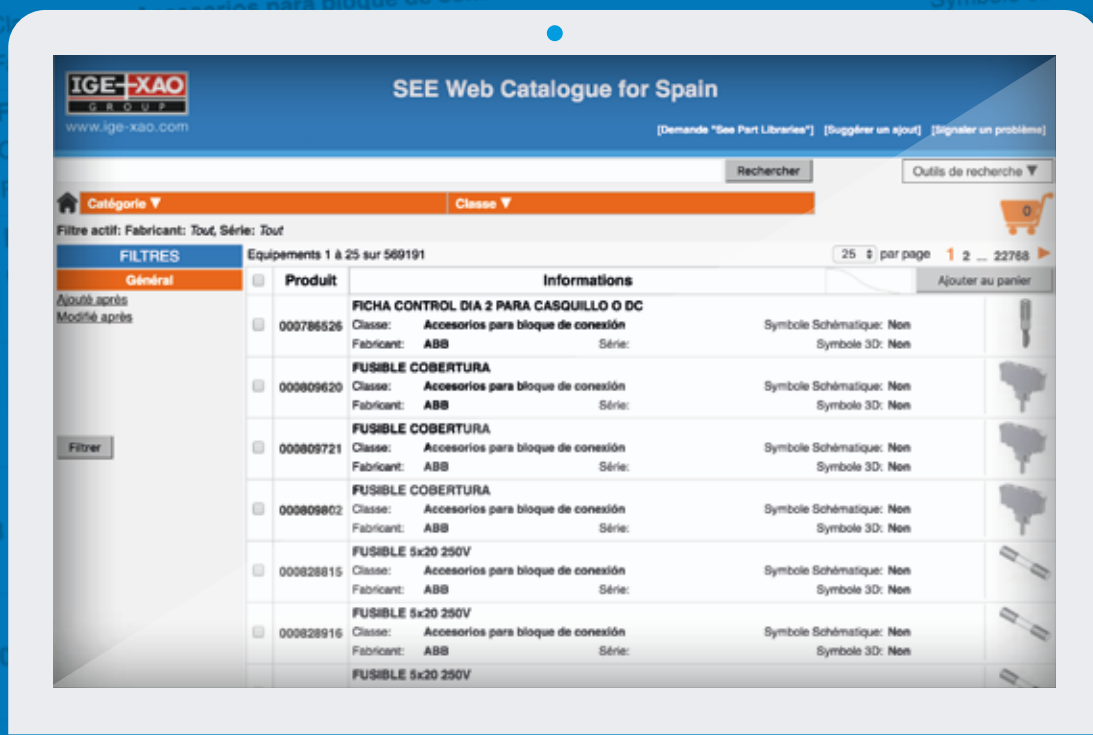 Accesorios para bloque de
IGE+XAO
GROUP
www.ige-xao.com
SEE Web Catalogue for Spain
[Demande "See Part Libraries"] [Suggérer un ajout] [Signaler un problème]
Rechercher
Outils de recherche ▼
Catégorie ▼ Classe ▼
0
Filtre actif: Fabricant: Tout, Série: Tout
FILTRES
Equipements 1 à 25 sur 569191
25 par page 1 2 ... 22768
Général
Produit Informations Ajouter au panier
Ajouté après
Modifié après
Filtrer
FICHA CONTROL DIA 2 PARA CASQUILLO O DC
000786526 Classe: Accesorios para bloque de conexión Symbole Schématique: Non
Fabricant: ABB Série: Symbole 3D: Non
FUSIBLE COBERTURA
000809620 Classe: Accesorios para bloque de conexión Symbole Schématique: Non
Fabricant: ABB Série: Symbole 3D: Non
FUSIBLE COBERTURA
000809721 Classe: Accesorios para bloque de conexión Symbole Schématique: Non
Fabricant: ABB Série: Symbole 3D: Non
FUSIBLE COBERTURA
000809802 Classe: Accesorios para bloque de conexión Symbole Schématique: Non
Fabricant: ABB Série: Symbole 3D: Non
FUSIBLE 5x20 250V
000828815 Classe: Accesorios para bloque de conexión Symbole Schématique: Non
Fabricant: ABB Série: Symbole 3D: Non
FUSIBLE 5x20 250V
000828916 Classe: Accesorios para bloque de conexión Symbole Schématique: Non
Fabricant: ABB Série: Symbole 3D: Non
FUSIBLE 5x20 250V